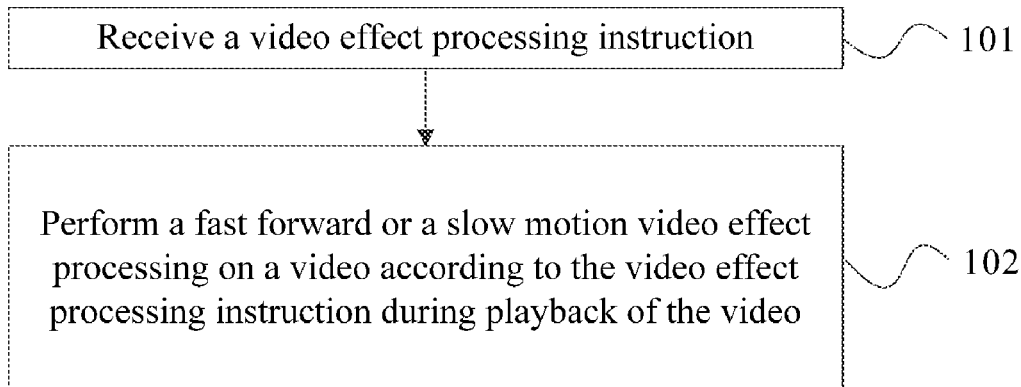 Receive a video effect processing instruction
101
Perform a fast forward or a slow motion video effect
processing on a video according to the video effect
processing instruction during playback of the video
102